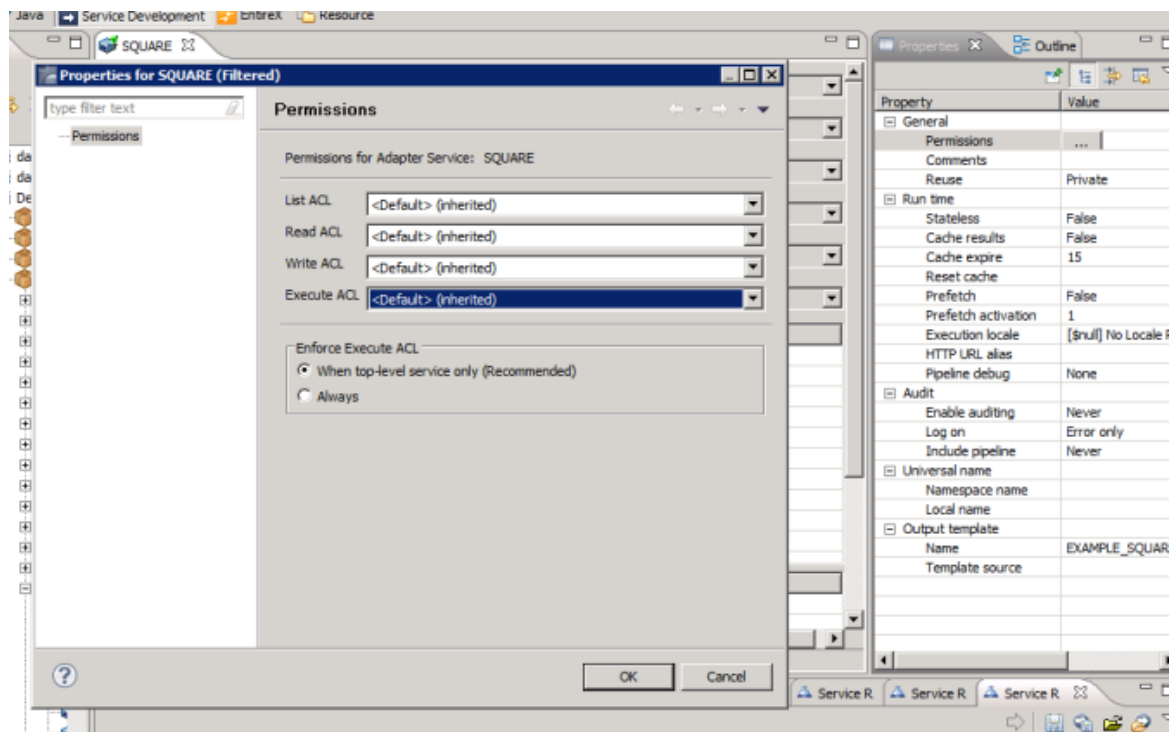 Java Service Development EntireX Resource
SQUARE
Properties Outline
Properties for SQUARE (Filtered)
type filter text
Permissions
Permissions
Permissions for Adapter Service: SQUARE
List ACL <Default> (inherited)
Read ACL <Default> (inherited)
Write ACL <Default> (inherited)
Execute ACL <Default> (inherited)
Enforce Execute ACL
When top-level service only (Recommended)
Always
OK Cancel
da
da
De
Property Value
General
Permissions ...
Comments
Reuse Private
Run time
Stateless False
Cache results False
Cache expire 15
Reset cache
Prefetch False
Prefetch activation 1
Execution locale [$null] No Locale
HTTP URL alias
Pipeline debug None
Audit
Enable auditing Never
Log on Error only
Include pipeline Never
Universal name
Namespace name
Local name
Output template
Name EXAMPLE_SQUAR
Template source
Service R Service R Service R